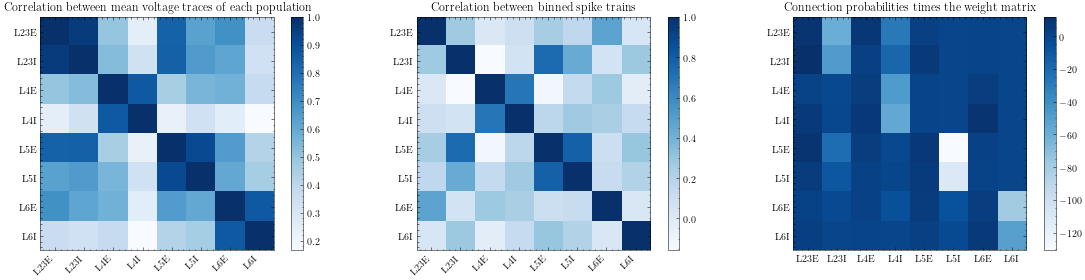 Correlation between mean voltage traces of each population
L23E
L23I
L4E
L4I
L5E
L5I
L6E
L6I
L23E L23I L4E L4I L5E L5I L6E L6I
1.0
0.9
0.8
0.7
0.6
0.5
0.4
0.3
0.2
Correlation between binned spike trains
L23E
L23I
L4E
L4I
L5E
L5I
L6E
L6I
L23E L23I L4E L4I L5E L5I L6E L6I
1.0
0.8
0.6
0.4
0.2
0.0
Connection probabilities times the weight matrix
L23E
L23I
L4E
L4I
L5E
L5I
L6E
L6I
L23E L23I L4E L4I L5E L5I L6E L6I
0
−20
−40
−60
−80
−100
−120